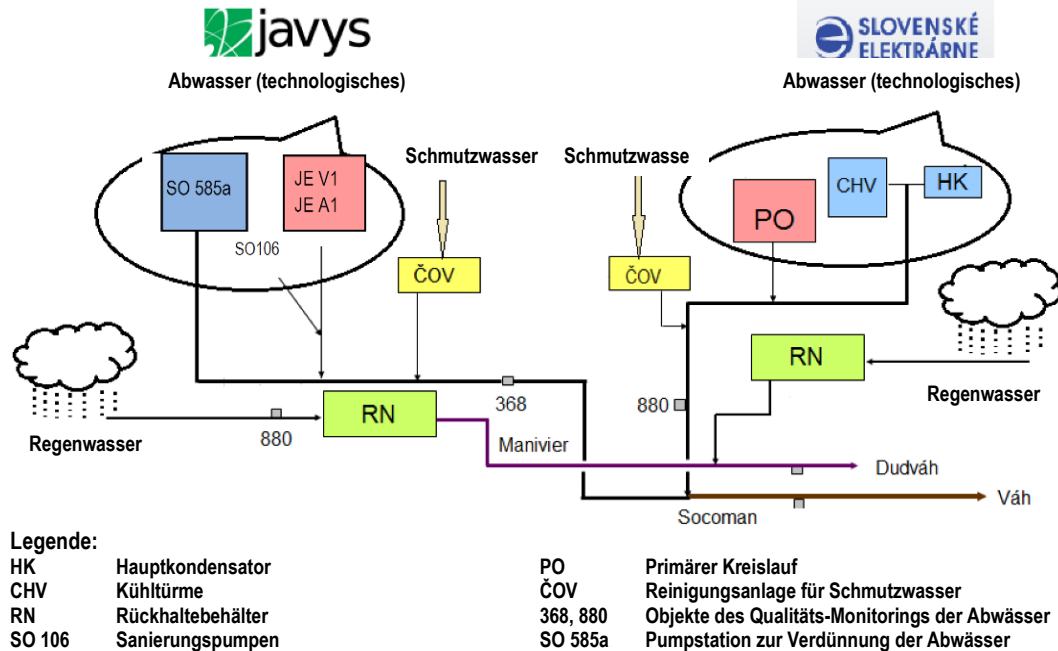 javys
SLOVENSKÉ
ELEKTRÁRNE
Abwasser (technologisches)
Abwasser (technologisches)
Schmutzwasser
Schmutzwasse
SO 585a
JE V1
JE A1
CHV
HK
PO
SO106
ČOV
ČOV
RN
RN
368
880
880
Regenwasser
Regenwasser
Manivier
Dudváh
Socoman
Váh
Legende:
HK Hauptkondensator
CHV Kühltürme
RN Rückhaltebehälter
SO 106 Sanierungspumpen
PO Primärer Kreislauf
ČOV Reinigungsanlage für Schmutzwasser
368, 880 Objekte des Qualitäts-Monitorings der Abwässer
SO 585a Pumpstation zur Verdünnung der Abwässer